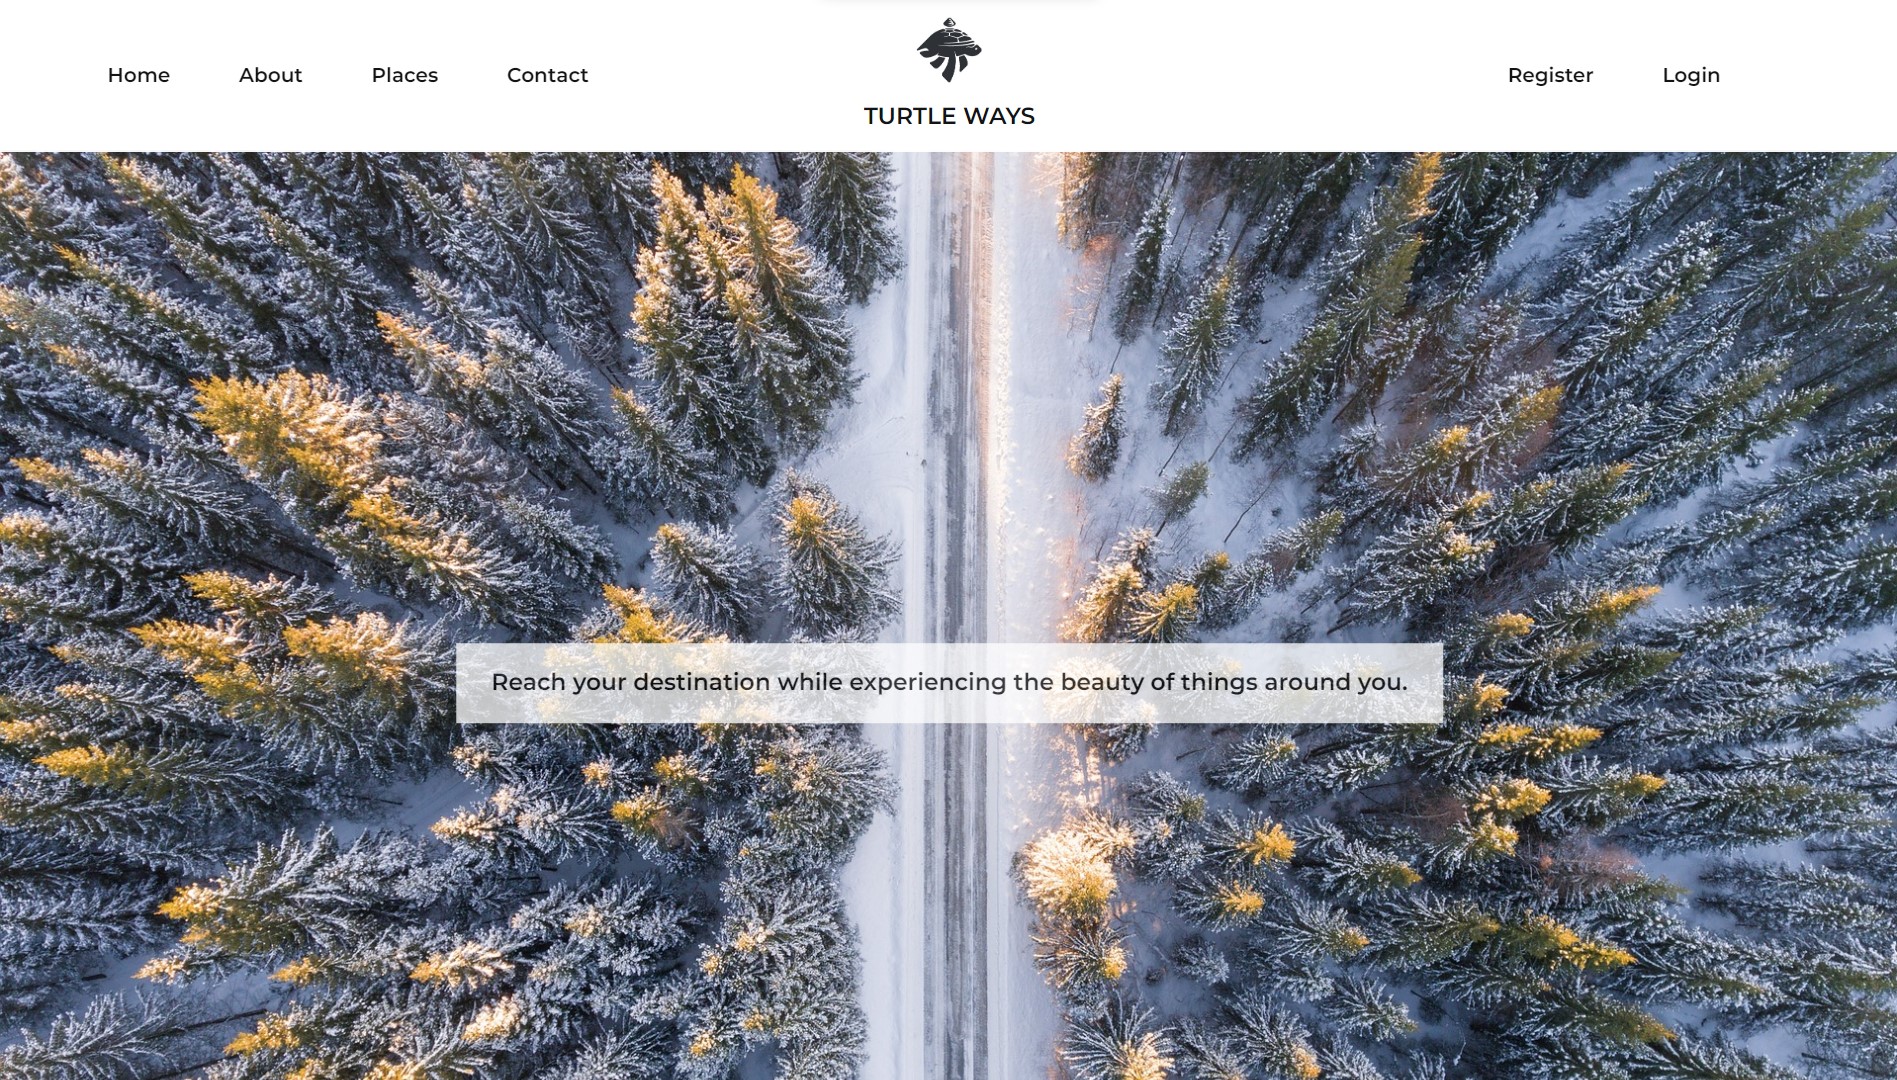 Home About Places Contact
TURTLE WAYS
Register Login
Reach your destination while experiencing the beauty of things around you.